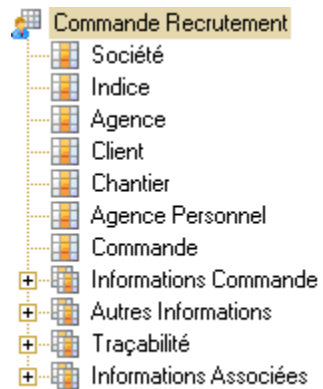 Commande Recrutement
Société
Indice
Agence
Client
Chantier
Agence Personnel
Commande
Informations Commande
Autres Informations
Traçabilité
Informations Associées